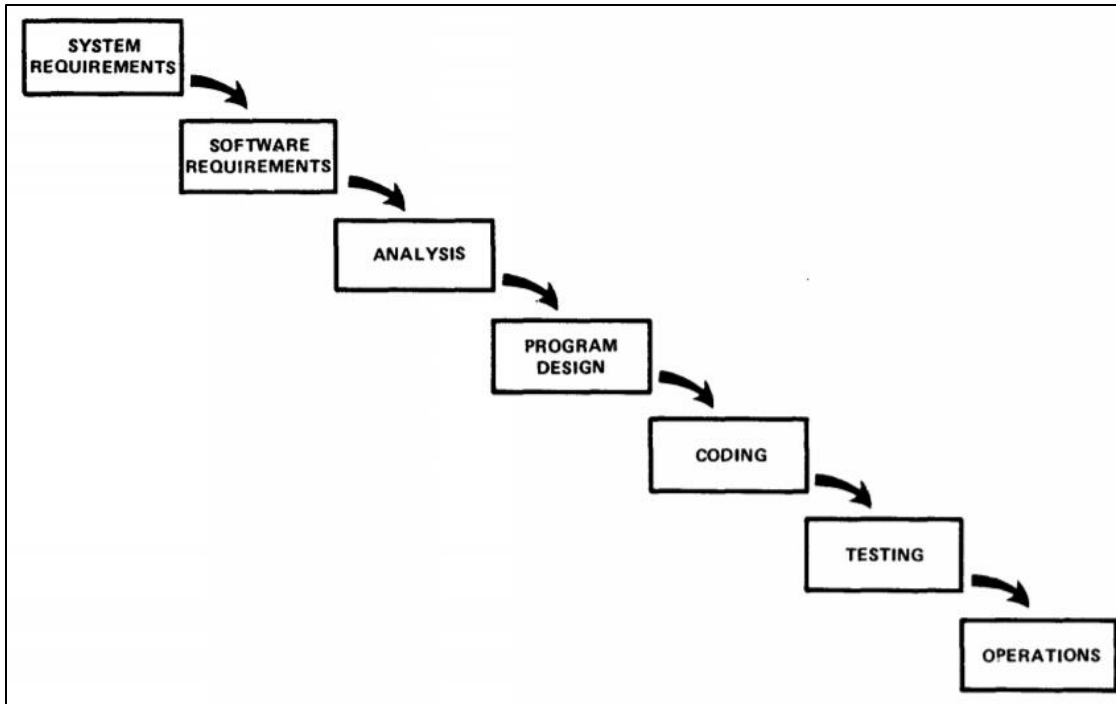 SYSTEM
REQUIREMENTS
SOFTWARE
REQUIREMENTS
ANALYSIS
PROGRAM
DESIGN
CODING
TESTING
OPERATIONS